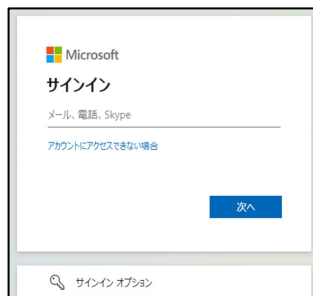 Microsoft
サインイン
メール、電話、Skype
アカウントにアクセスできない場合
次へ
サインイン オプション